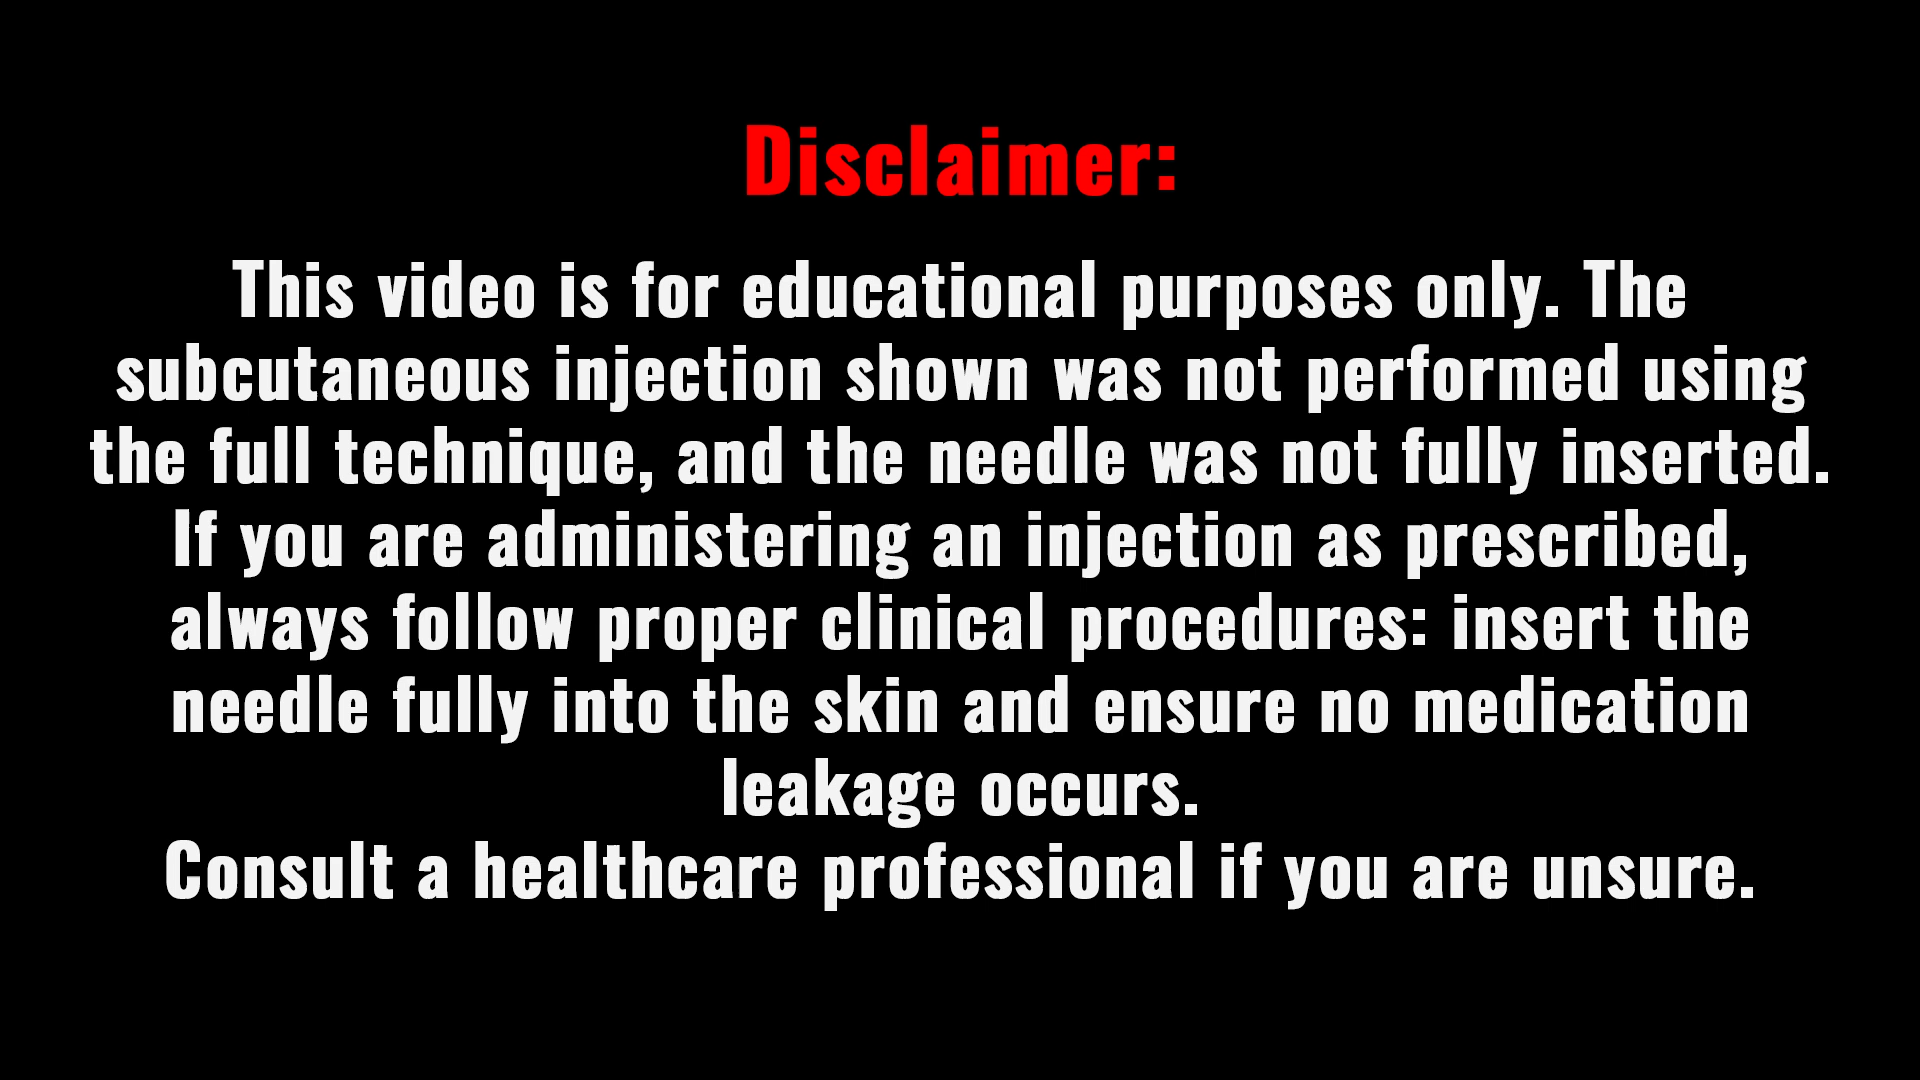 Disclaimer:
This video is for educational purposes only. The
subcutaneous injection shown was not performed using
the full technique, and the needle was not fully inserted.
If you are administering an injection as prescribed,
always follow proper clinical procedures: insert the
needle fully into the skin and ensure no medication
leakage occurs.
Consult a healthcare professional if you are unsure.